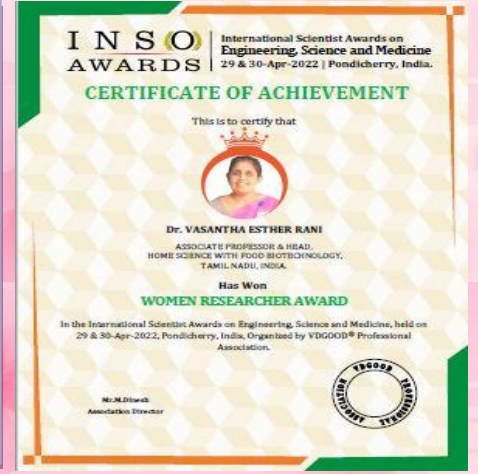 INSO
AWARDS
International Scientist Awards on
Engineering, Science and Medicine
29 & 30-Apr-2022 | Pondicherry, India.
CERTIFICATE OF ACHIEVEMENT
This is to certify that
Dr. VASANTHA ESTHER RANI
ASSOCIATE PROFESSOR & HEAD,
HOME SCIENCE WITH FOOD BIOTECHNOLOGY,
TAMIL NADU, INDIA.
Has Won
WOMEN RESEARCHER AWARD
In the International Scientist Awards on Engineering, Science and Medicine, held on
29 & 30-Apr-2022, Pondicherry, India, Organized by VDGOOD® Professional
Association.
VDGOOD PROFESSIONAL ASSOCIATION
Mr.M.Dinesh
Association Director